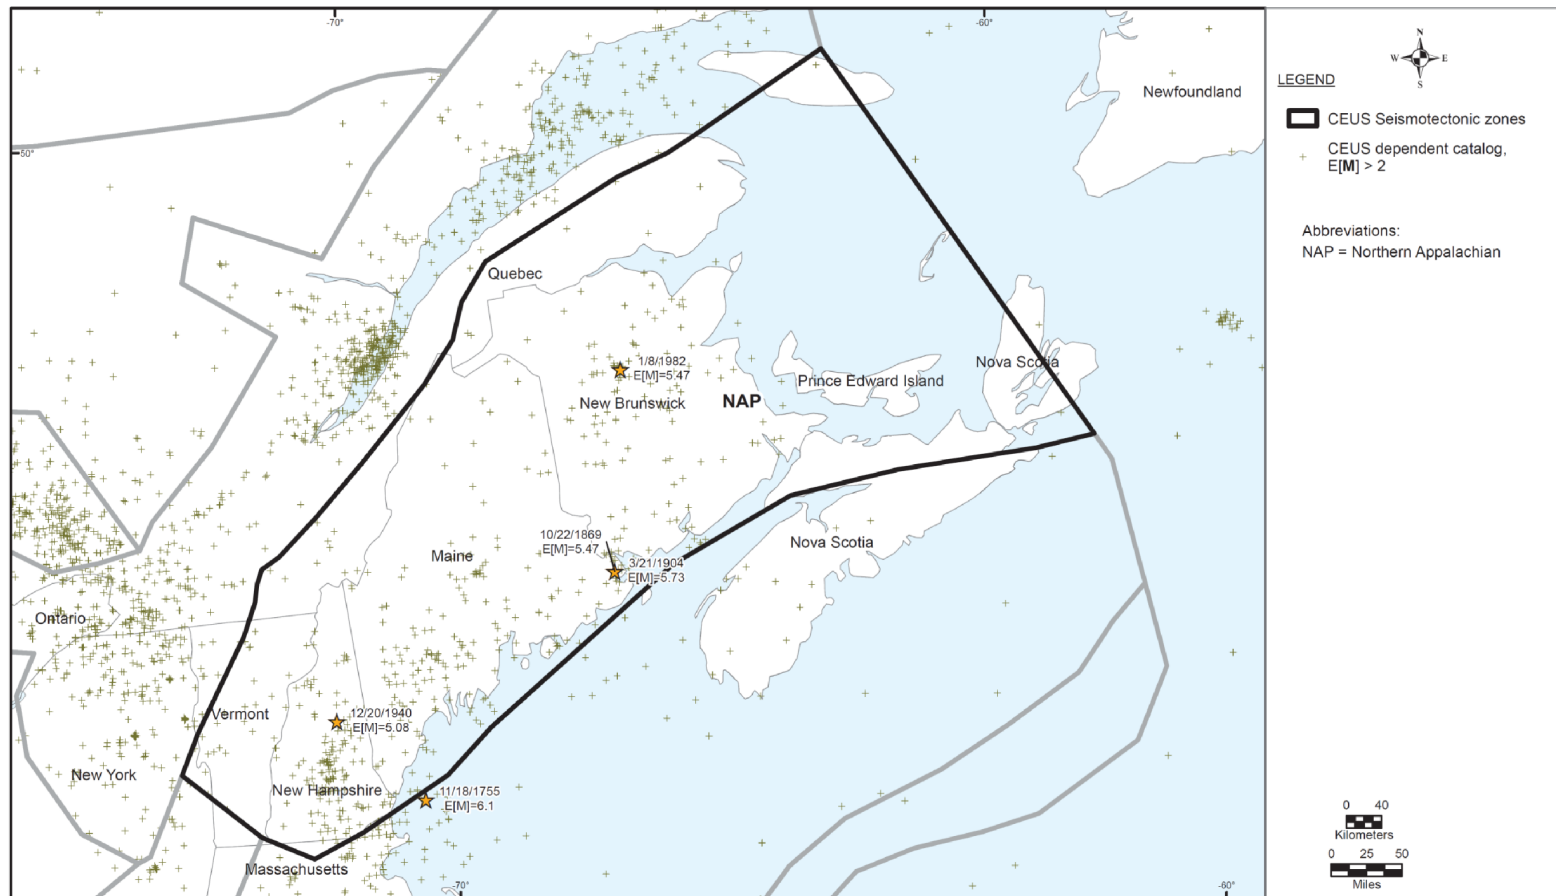 -70°
-60°
N
W E
S
LEGEND
Newfoundland
CEUS Seismotectonic zones
50°
CEUS dependent catalog,
E[M] > 2
Abbreviations:
NAP = Northern Appalachian
Quebec
1/8/1982
E[M]=5.47
Nova Scotia
Prince Edward Island
New Brunswick
NAP
10/22/1869
E[M]=5.47
Nova Scotia
Maine
3/21/1904
E[M]=5.73
Ontario
Vermont
12/20/1940
E[M]=5.08
New York
New Hampshire
11/18/1755
E[M]=6.1
0 40
Kilometers
0 25 50
Miles
Massachusetts
-70°
-60°